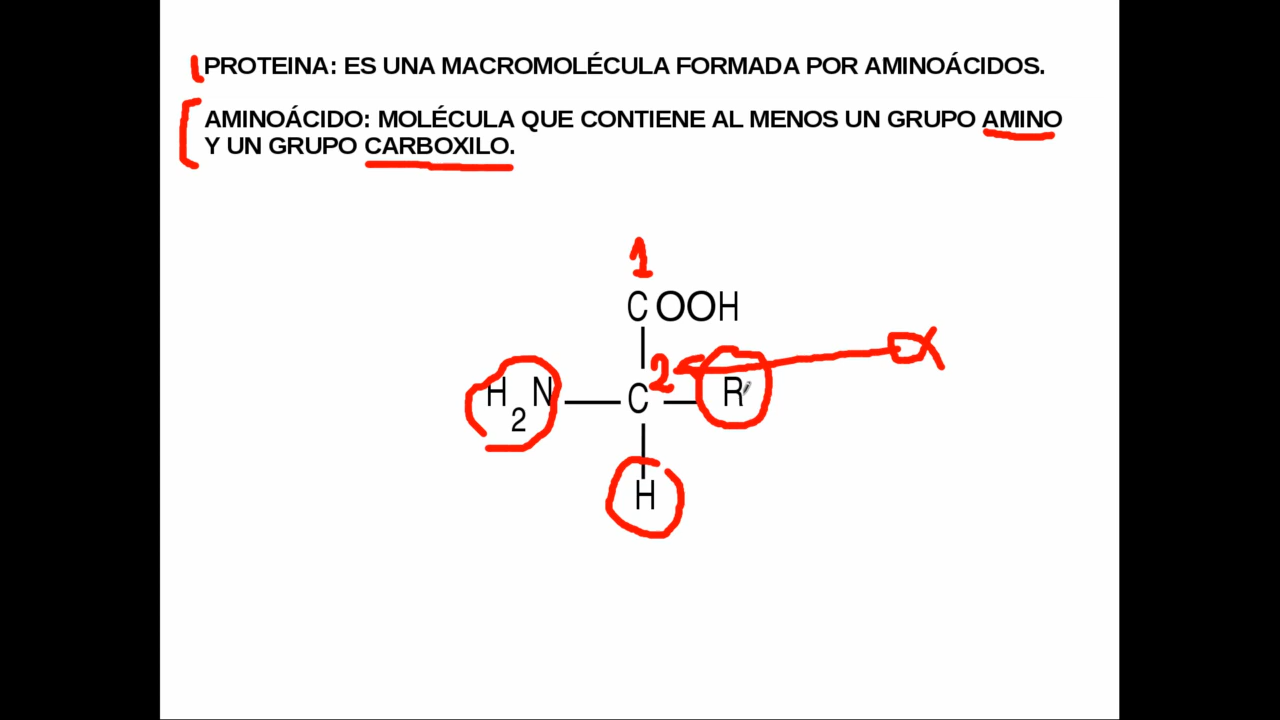 PROTEINA: ES UNA MACROMOLÉCULA FORMADA POR AMINOÁCIDOS.
AMINOÁCIDO: MOLÉCULA QUE CONTIENE AL MENOS UN GRUPO AMINO
Y UN GRUPO CARBOXILO.
1
COOH
2 α
H2N C R
H